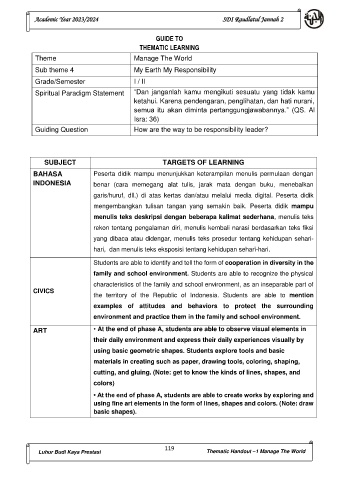 Academic Year 2023/2024 SDI Raudlatul Jannah 2
GUIDE TO
THEMATIC LEARNING
Theme Manage The World
Sub theme 4 My Earth My Responsibility
Grade/Semester I / II
Spiritual Paradigm Statement "Dan janganlah kamu mengikuti sesuatu yang tidak kamu
ketahui. Karena pendengaran, penglihatan, dan hati nurani,
semua itu akan diminta pertanggungjawabannya." (QS. Al
Isra: 36)
Guiding Question How are the way to be responsibility leader?
SUBJECT TARGETS OF LEARNING
BAHASA INDONESIA
Peserta didik mampu menunjukkan keterampilan menulis permulaan dengan
benar (cara memegang alat tulis, jarak mata dengan buku, menebalkan
garis/huruf, dll.) di atas kertas dan/atau melalui media digital. Peserta didik
mengembangkan tulisan tangan yang semakin baik. Peserta didik mampu
menulis teks deskripsi dengan beberapa kalimat sederhana, menulis teks
rekon tentang pengalaman diri, menulis kembali narasi berdasarkan teks fiksi
yang dibaca atau didengar, menulis teks prosedur tentang kehidupan sehari-
hari, dan menulis teks eksposisi tentang kehidupan sehari-hari.
CIVICS
Students are able to identify and tell the form of cooperation in diversity in the
family and school environment. Students are able to recognize the physical
characteristics of the family and school environment, as an inseparable part of
the territory of the Republic of Indonesia. Students are able to mention
examples of attitudes and behaviors to protect the surrounding
environment and practice them in the family and school environment.
ART
• At the end of phase A, students are able to observe visual elements in
their daily environment and express their daily experiences visually by
using basic geometric shapes. Students explore tools and basic
materials in creating such as paper, drawing tools, coloring, shaping,
cutting, and gluing. (Note: get to know the kinds of lines, shapes, and
colors)
• At the end of phase A, students are able to create works by exploring and
using fine art elements in the form of lines, shapes and colors. (Note: draw
basic shapes).
Luhur Budi Kaya Prestasi 119 Thematic Handout –1 Manage The World